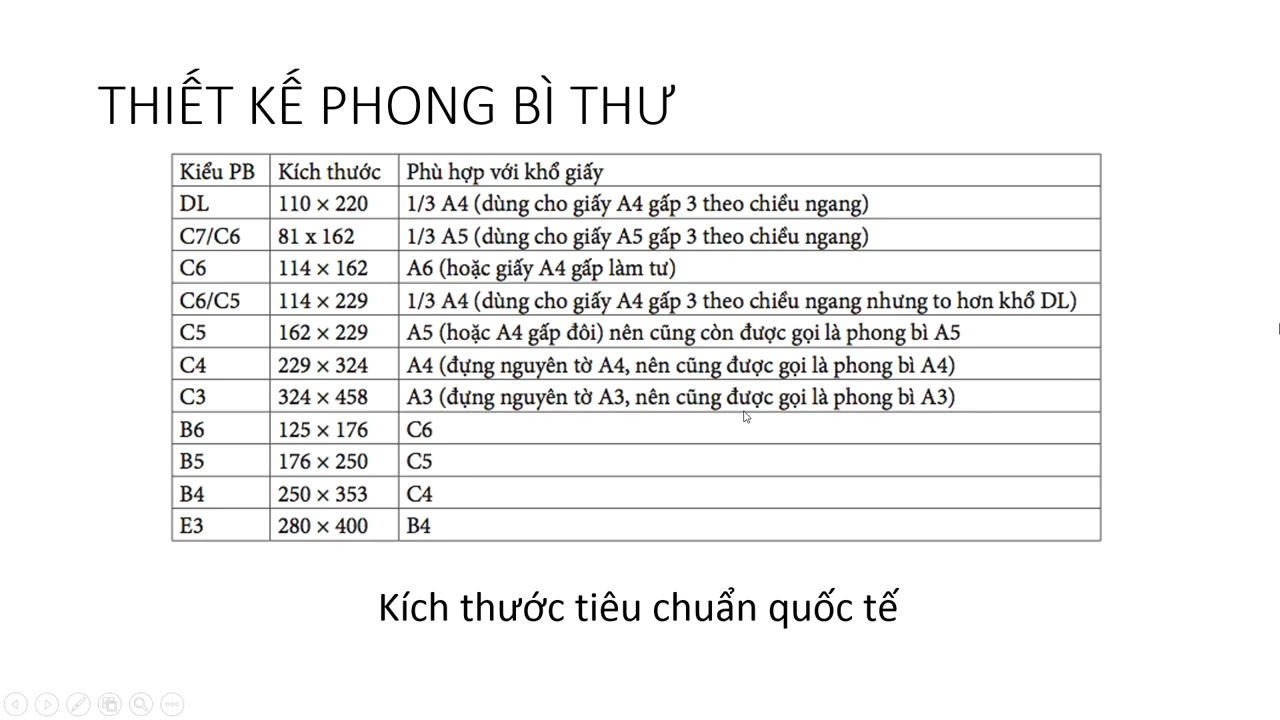 THIẾT KẾ PHONG BÌ THƯ
Kiểu PB Kích thước Phù hợp với khổ giấy
DL 110 × 220 1/3 A4 (dùng cho giấy A4 gấp 3 theo chiều ngang)
C7/C6 81 x 162 1/3 A5 (dùng cho giấy A5 gấp 3 theo chiều ngang)
C6 114 × 162 A6 (hoặc giấy A4 gấp làm tư)
C6/C5 114 × 229 1/3 A4 (dùng cho giấy A4 gấp 3 theo chiều ngang nhưng to hơn khổ DL)
C5 162 × 229 A5 (hoặc A4 gấp đôi) nên cũng còn được gọi là phong bì A5
C4 229 × 324 A4 (đựng nguyên tờ A4, nên cũng được gọi là phong bì A4)
C3 324 × 458 A3 (đựng nguyên tờ A3, nên cũng được gọi là phong bì A3)
B6 125 × 176 C6
B5 176 × 250 C5
B4 250 × 353 C4
E3 280 × 400 B4
Kích thước tiêu chuẩn quốc tế